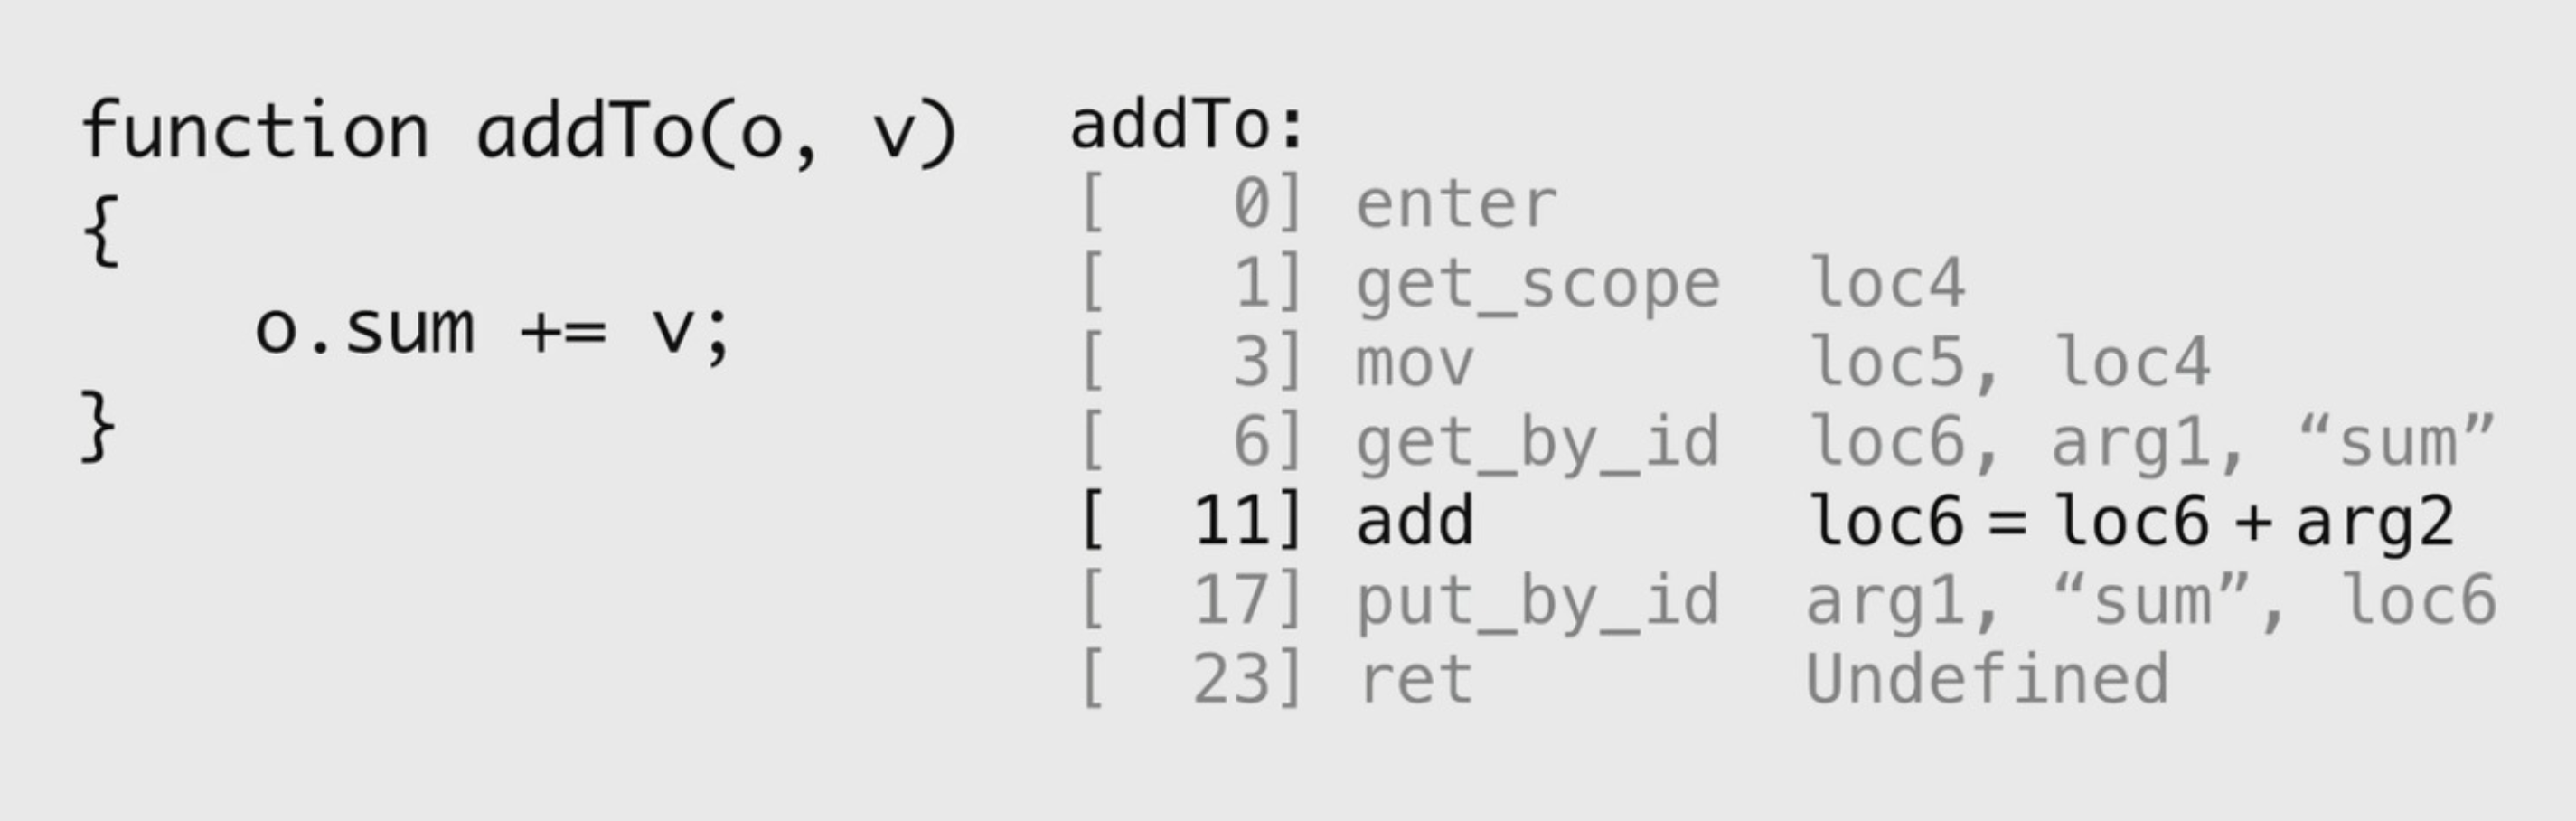 function addTo(o, v)
{
    o.sum += v;
}
addTo:
[   0] enter
[   1] get_scope  loc4
[   3] mov        loc5, loc4
[   6] get_by_id  loc6, arg1, “sum”
[  11] add        loc6 = loc6 + arg2
[  17] put_by_id  arg1, “sum”, loc6
[  23] ret        Undefined